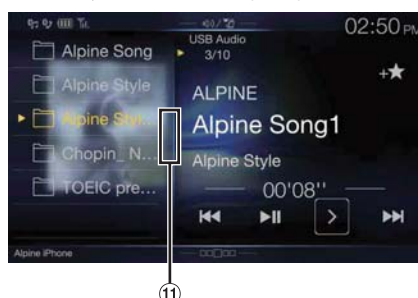 02:50 PM
USB Audio
3/10
Alpine Song
Alpine Style
Alpine Styl...
Chopin_ N...
TOEIC pre...
ALPINE
Alpine Song1
Alpine Style
00'08''
Alpine iPhone
11